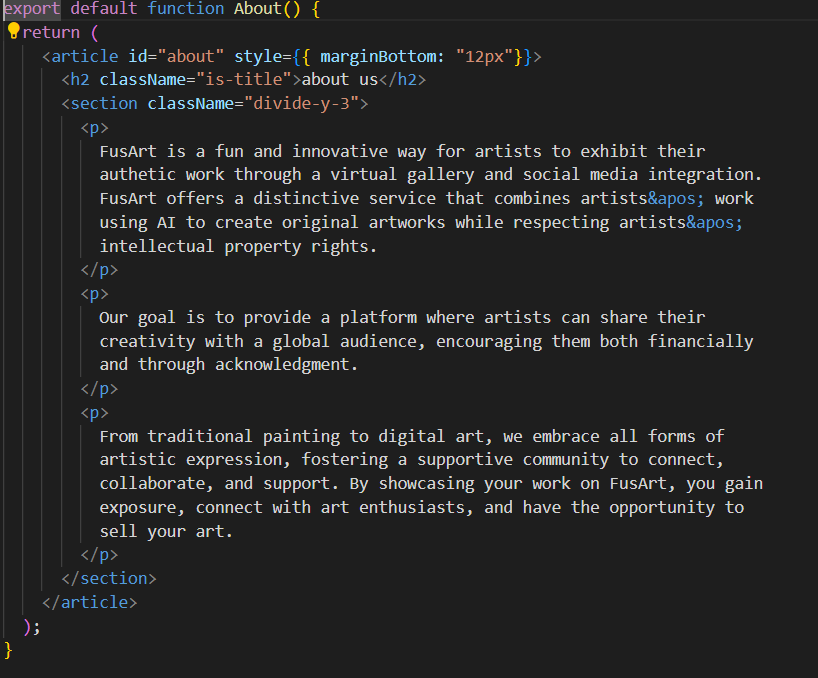 export default function About() {
return (
<article id="about" style={{ marginBottom: "12px"}}>
<h2 className="is-title">about us</h2>
<section className="divide-y-3">
<p>
FusArt is a fun and innovative way for artists to exhibit their
authetic work through a virtual gallery and social media integration.
FusArt offers a distinctive service that combines artists&apos; work
using AI to create original artworks while respecting artists&apos;
intellectual property rights.
</p>
<p>
Our goal is to provide a platform where artists can share their
creativity with a global audience, encouraging them both financially
and through acknowledgment.
</p>
<p>
From traditional painting to digital art, we embrace all forms of
artistic expression, fostering a supportive community to connect,
collaborate, and support. By showcasing your work on FusArt, you gain
exposure, connect with art enthusiasts, and have the opportunity to
sell your art.
</p>
</section>
</article>
);
}